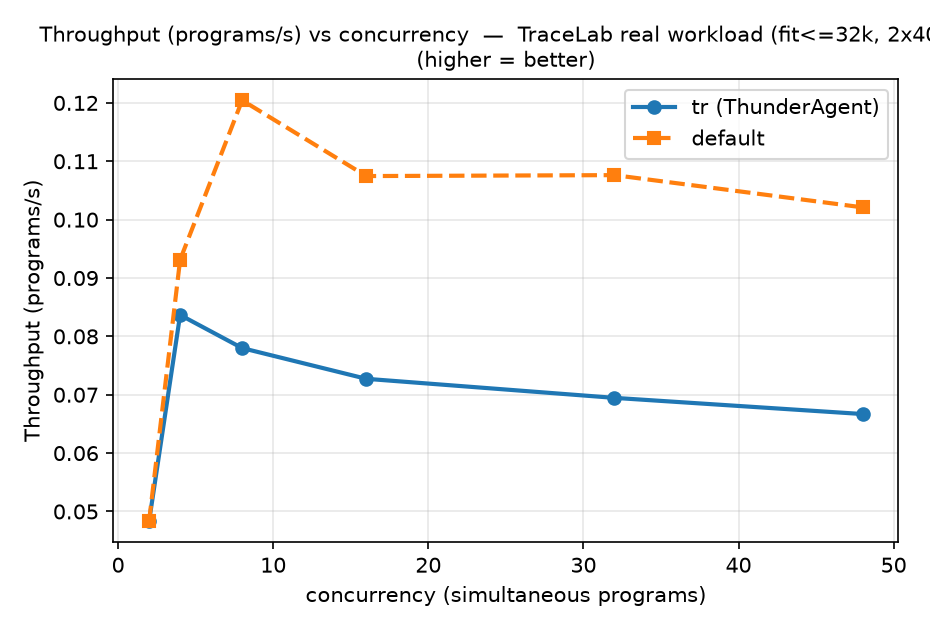 Throughput (programs/s) vs concurrency — TraceLab real workload (fit<=32k, 2x40
(higher = better)
tr (ThunderAgent)
default
0.12
0.11
0.10
0.09
0.08
0.07
0.06
0.05
Throughput (programs/s)
0
10
20
30
40
50
concurrency (simultaneous programs)